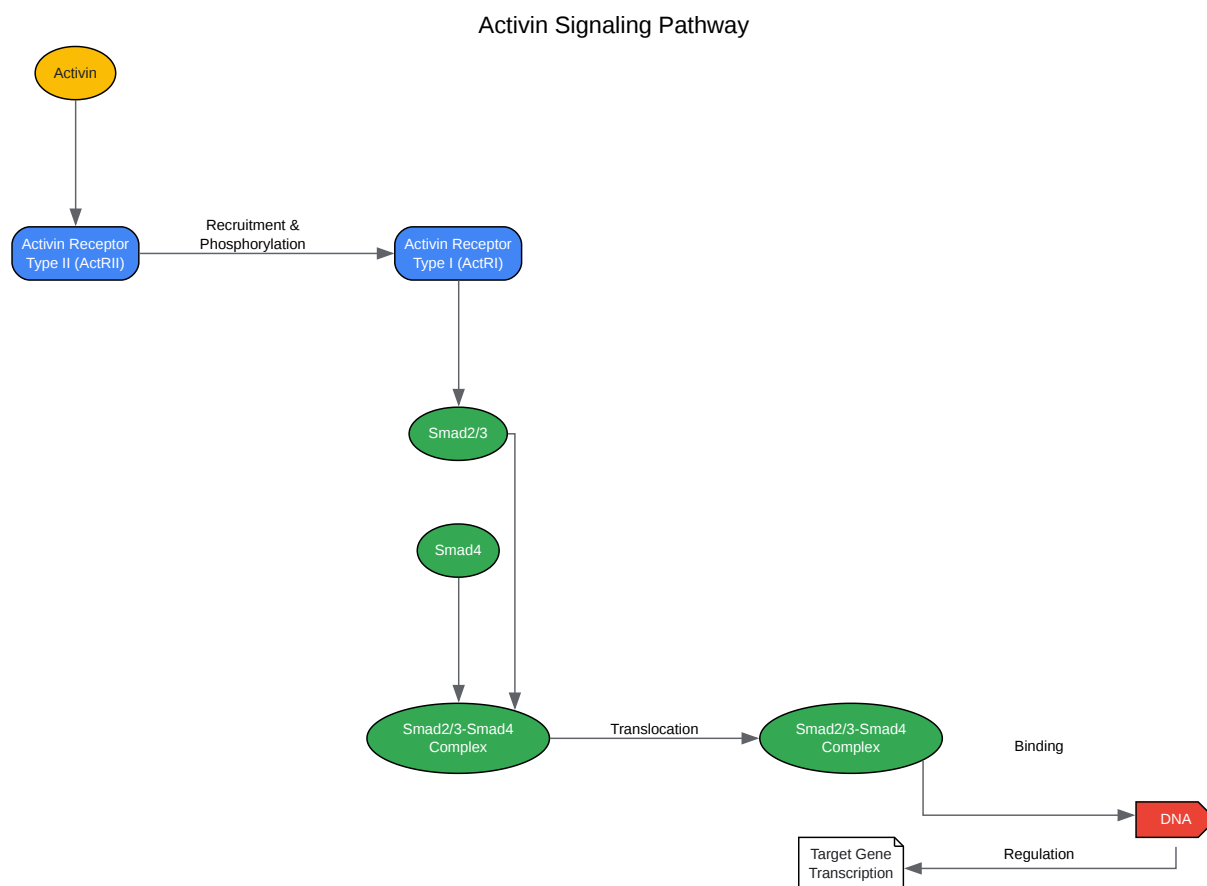 Activin Signaling Pathway
Activin
Recruitment &
Phosphorylation
Activin Receptor
Type II (ActRII)
Activin Receptor
Type I (ActRI)
Smad2/3
Smad4
Smad2/3-Smad4
Complex
Translocation
Smad2/3-Smad4
Complex
Binding
DNA
Regulation
Target Gene
Transcription